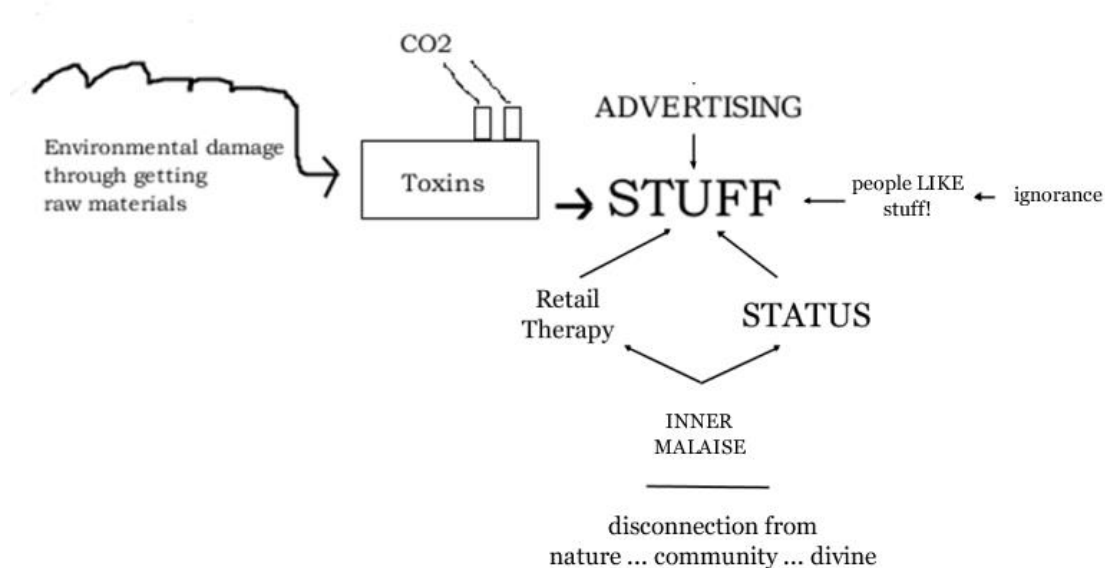 CO2
ADVERTISING
Environmental damage
through getting
raw materials
Toxins
STUFF
people LIKE
stuff!
ignorance
Retail
Therapy
STATUS
INNER
MALAISE
disconnection from
nature ... community ... divine